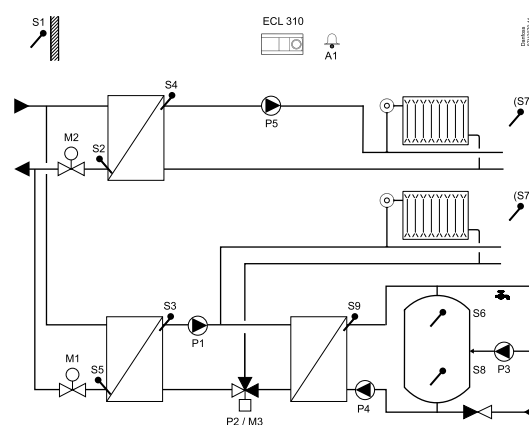 S1
ECL 310
A1
Danfoss
S4
P5
(S7
M2
S2
(S7
S3
P1
S9
S6
M1
S5
P2 / M3
P4
S8
P3